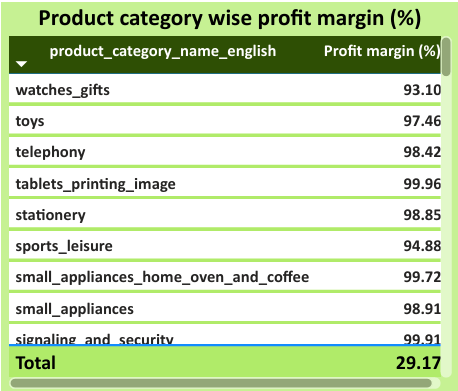 Product category wise profit margin (%)
product_category_name_english Profit margin (%)
watches_gifts 93.10
toys 97.46
telephony 98.42
tablets_printing_image 99.96
stationery 98.85
sports_leisure 94.88
small_appliances_home_oven_and_coffee 99.72
small_appliances 98.91
signaling_and_security 99.91
Total 29.17